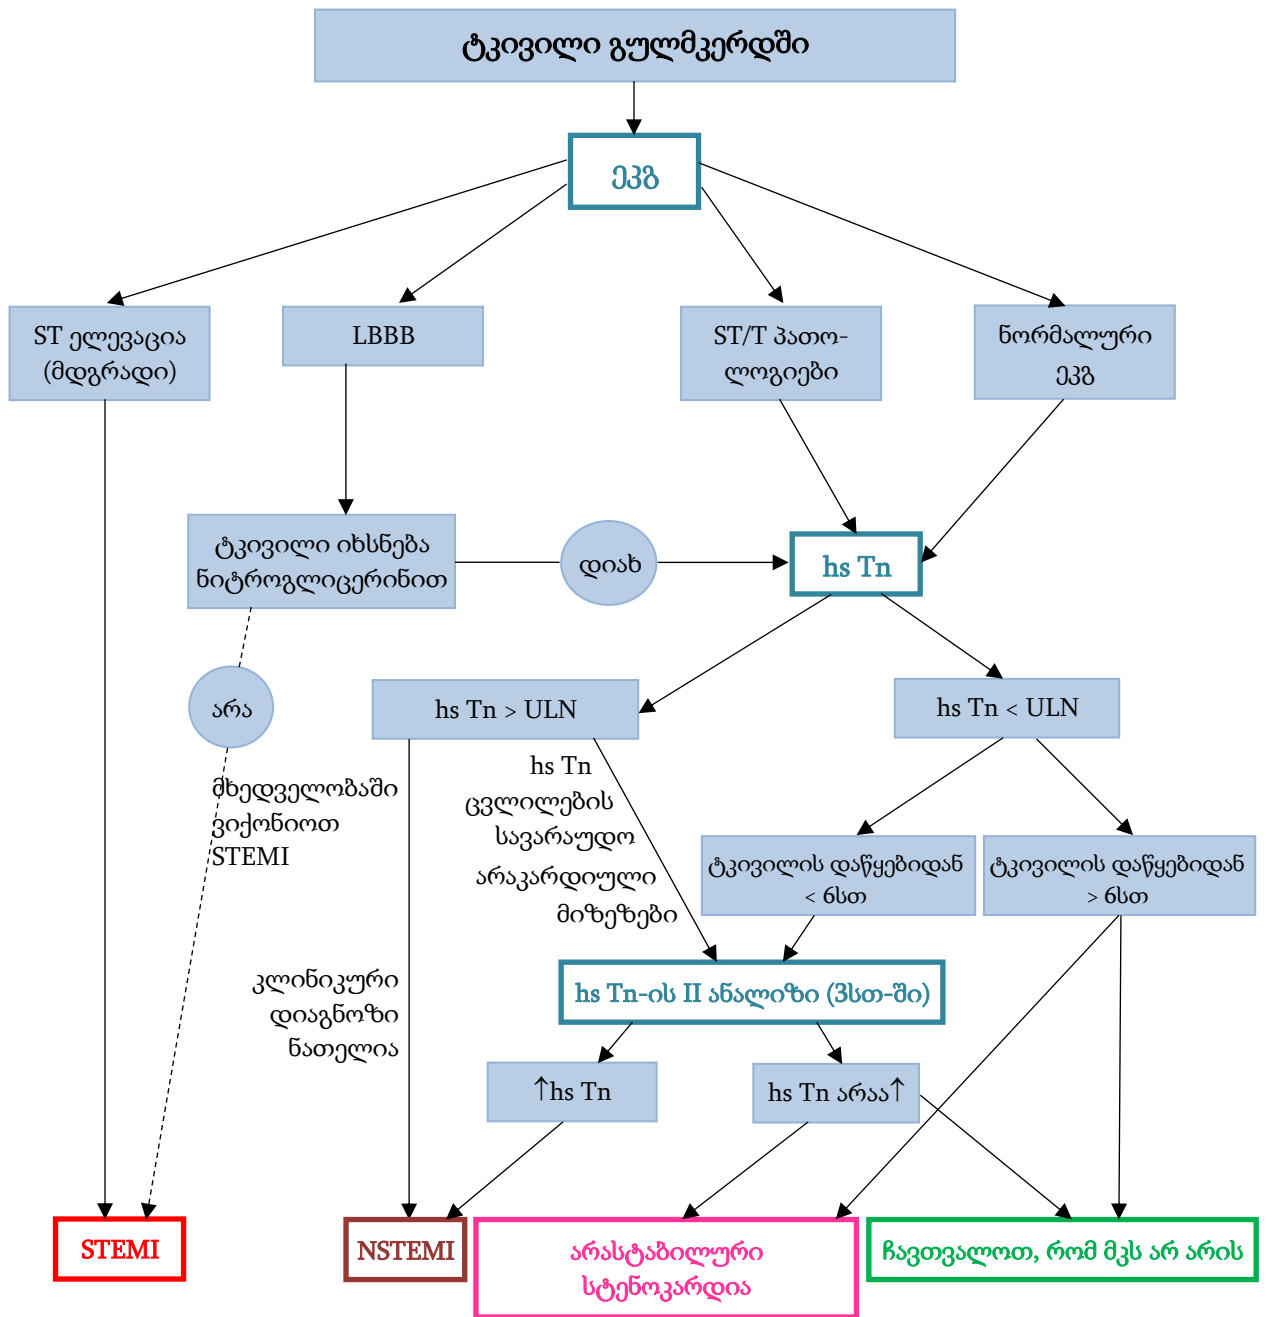 ტკივილი გულმკერდში
ეკგ
ST ელევაცია
(მდგრადი)
LBBB
ST/T პათო-
ლოგიები
ნორმალური
ეკგ
ტკივილი იხსნება
ნიტროგლიცერინით
დიახ
hs Tn
არა
hs Tn > ULN
hs Tn < ULN
მხედველობაში
ვიქონიოთ
STEMI
hs Tn
ცვლილების
სავარაუდო
არაკარდიული
მიზეზები
ტკივილის დაწყებიდან
< 6სთ
ტკივილის დაწყებიდან
> 6სთ
კლინიკური
დიაგნოზი
ნათელია
hs Tn-ის II ანალიზი (3სთ-ში)
↑hs Tn
hs Tn არაა↑
STEMI
NSTEMI
არასტაბილური
სტენოკარდია
ჩავთვალოთ, რომ მკს არ არის